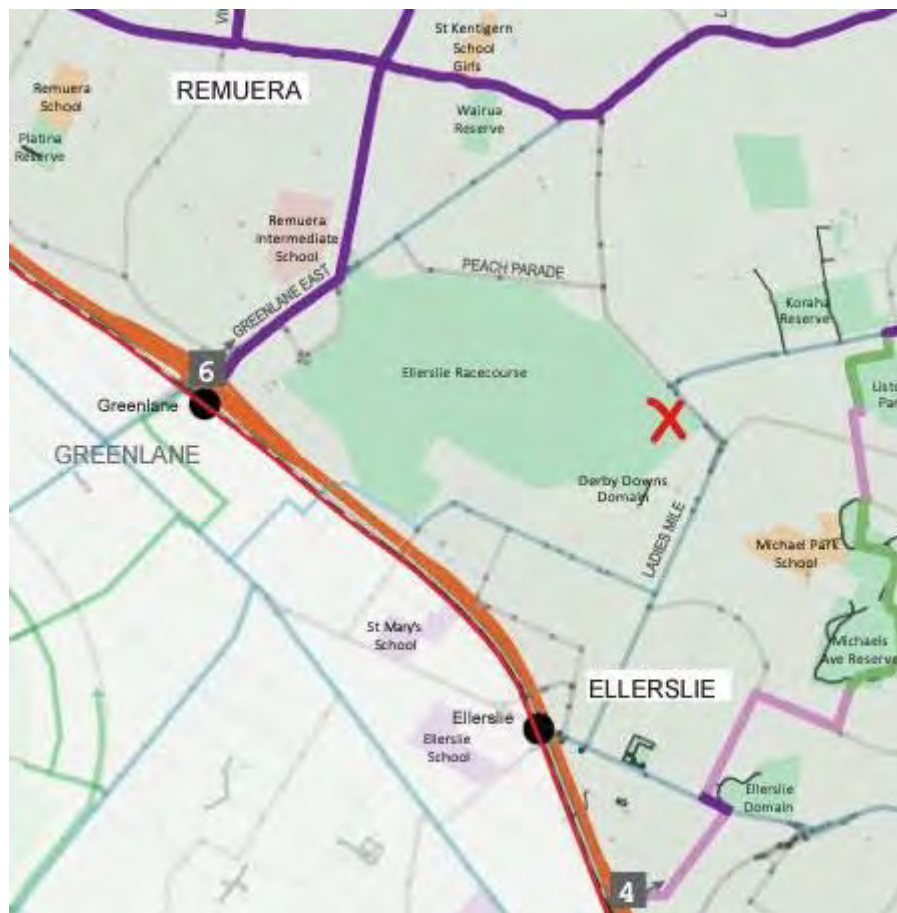 St Kentigern
School
Girls
REMUERA
Remuera
School
Wairua
Reserve
Platina
Reserve
Remuera
Intermediate
School
PEACH PARADE
GREENLANE EAST
Koraha
Reserve
6
Ellerslie Racecourse
Greenlane
GREENLANE
Derby Downs
Domain
LADIES MILE
Michael Park
School
St Mary's
School
Michaels
Ave Reserve
ELLERSLIE
Ellerslie
Ellerslie
School
Ellerslie
Domain
4